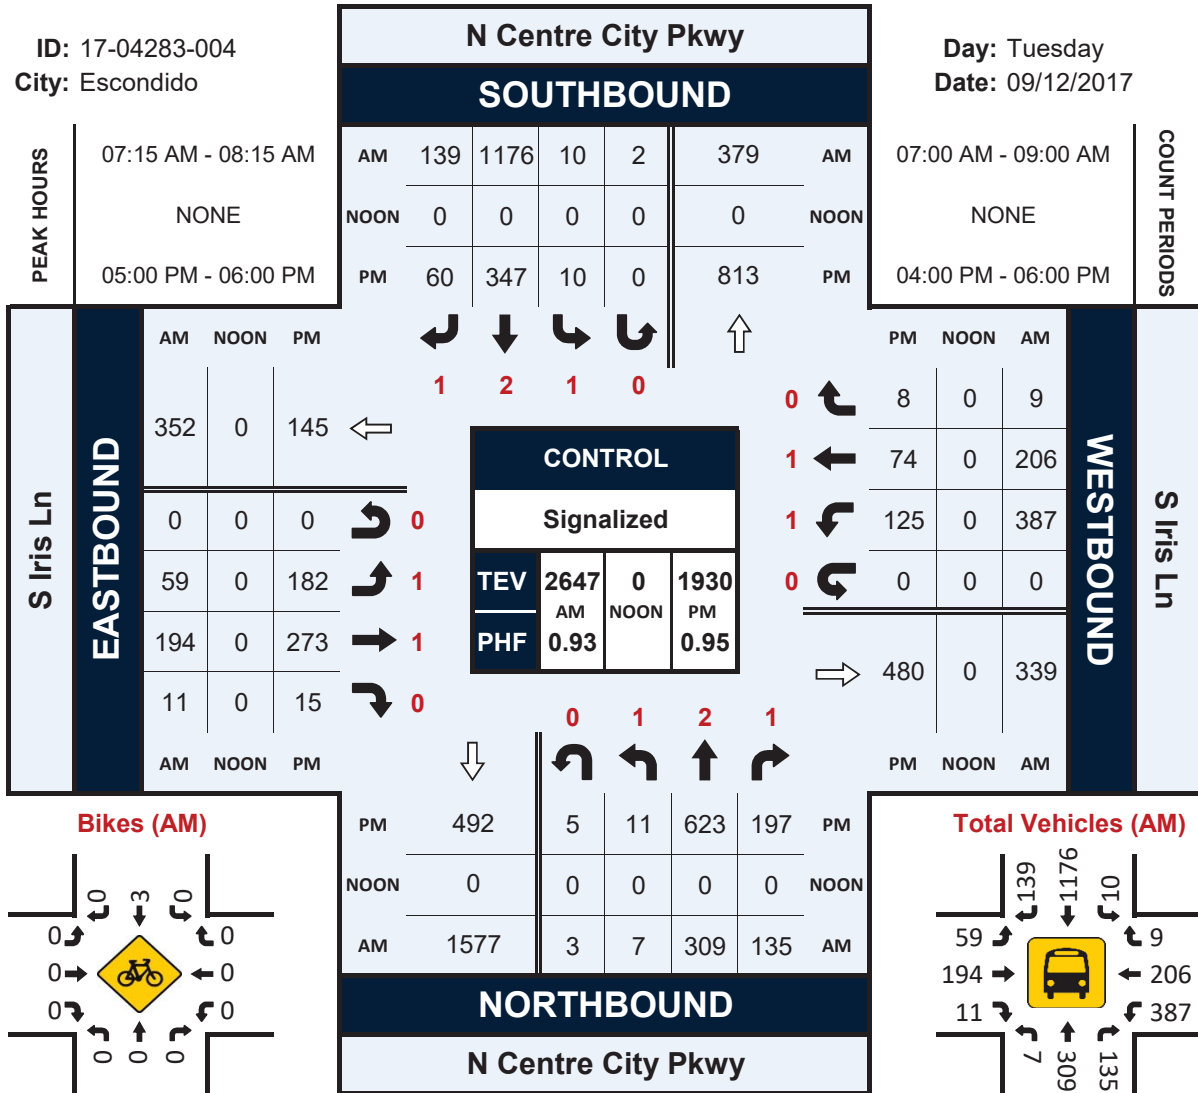 ID: 17-04283-004
City: Escondido
N Centre City Pkwy
SOUTHBOUND
Day: Tuesday
Date: 09/12/2017
PEAK HOURS
07:15 AM - 08:15 AM
NONE
05:00 PM - 06:00 PM
AM 139 1176 10 2 379 AM
NOON 0 0 0 0 0 NOON
PM 60 347 10 0 813 PM
07:00 AM - 09:00 AM
NONE
04:00 PM - 06:00 PM
COUNT PERIODS
1 2 1 0
S Iris Ln
EASTBOUND
AM NOON PM
352 0 145
0 0 0 0
59 0 182 1
194 0 273 1
11 0 15 0
AM NOON PM
CONTROL
Signalized
TEV 2647 0 1930
AM NOON PM
PHF 0.93 0.95
PM NOON AM
0 8 0 9
1 74 0 206
1 125 0 387
0 0 0 0
480 0 339
PM NOON AM
WESTBOUND
S Iris Ln
0 1 2 1
PM 492 5 11 623 197 PM
NOON 0 0 0 0 0 NOON
AM 1577 3 7 309 135 AM
NORTHBOUND
N Centre City Pkwy
Bikes (AM)
0 3 0
0 0
0 0
0 0
0 0 0
Total Vehicles (AM)
139 1176 10
59 9
194 206
11 387
7 309 135